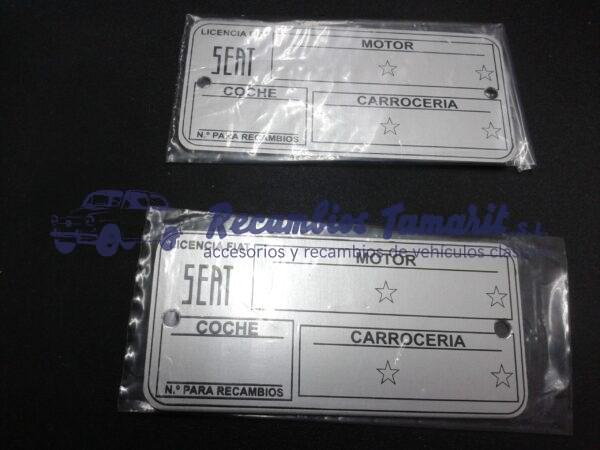 LICENCIA FIAT
MOTOR
SEAT
COCHE
CARROCERIA
N.º PARA RECAMBIOS
Recambios Tamarit S.L.
accesorios y recambios de vehículos
LICENCIA FIAT
MOTOR
SEAT
COCHE
CARROCERIA
N.º PARA RECAMBIOS